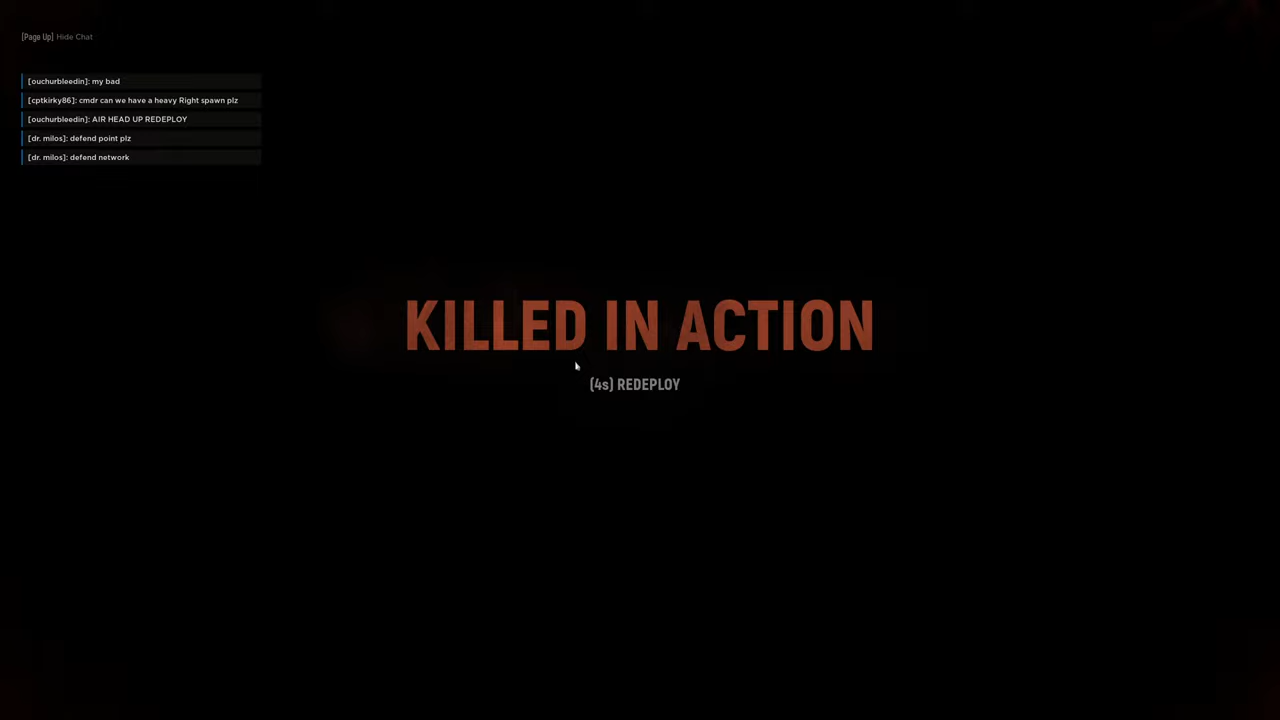 [Page Up] Hide Chat
[ouchurbleedin]: my bad
[cptkirky86]: cmdr can we have a heavy Right spawn plz
[ouchurbleedin]: AIR HEAD UP REDEPLOY
[dr. milos]: defend point plz
[dr. milos]: defend network
KILLED IN ACTION
(4s) REDEPLOY